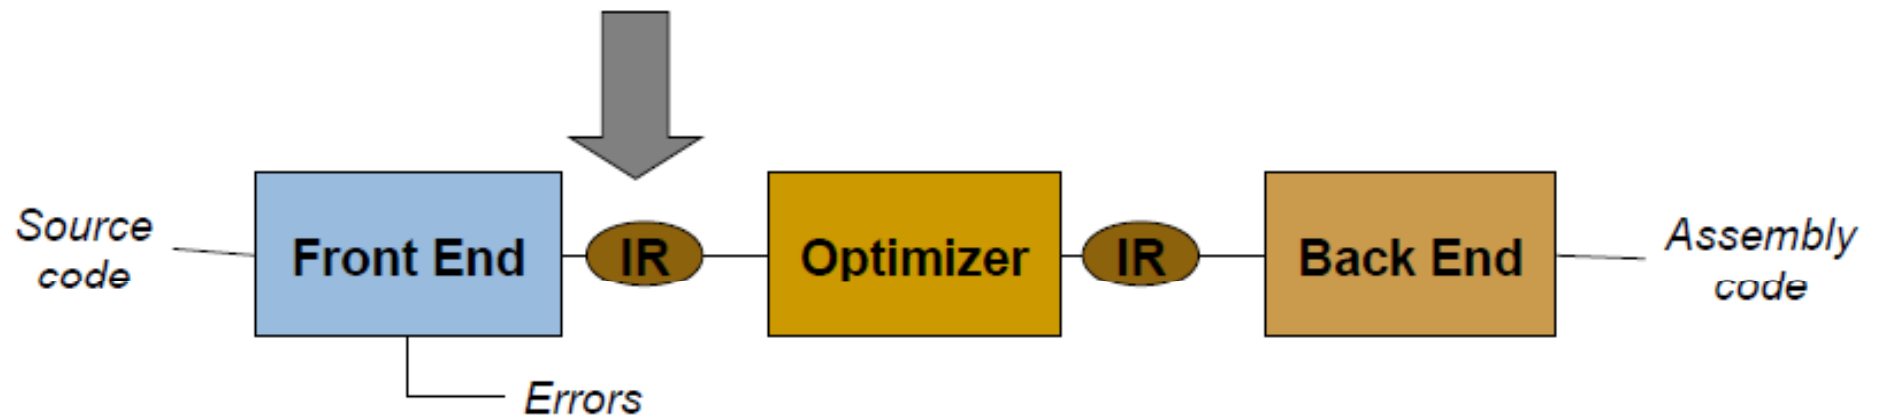 Source
code
Front End
IR
Optimizer
IR
Back End
Assembly
code
Errors